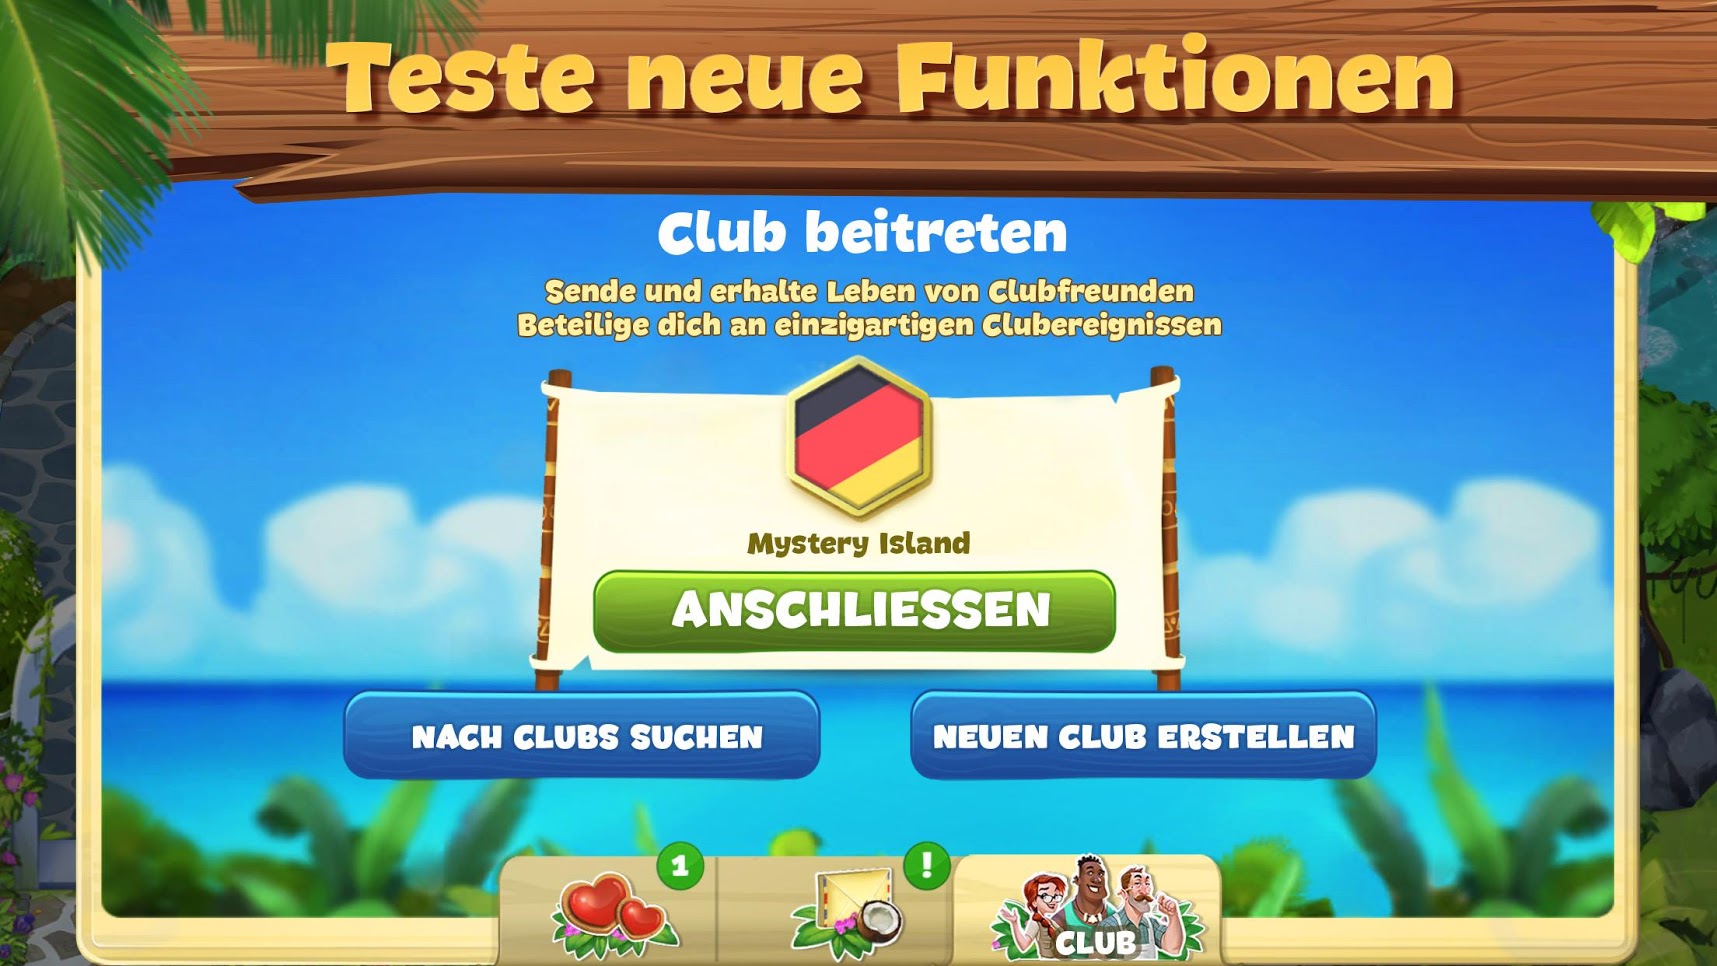 Teste neue Funktionen
Club beitreten
Sende und erhalte Leben von Clubfreunden
Beteilige dich an einzigartigen Clubereignissen
Mystery Island
ANSCHLIESSEN
NACH CLUBS SUCHEN
NEUEN CLUB ERSTELLEN
1
!
CLUB